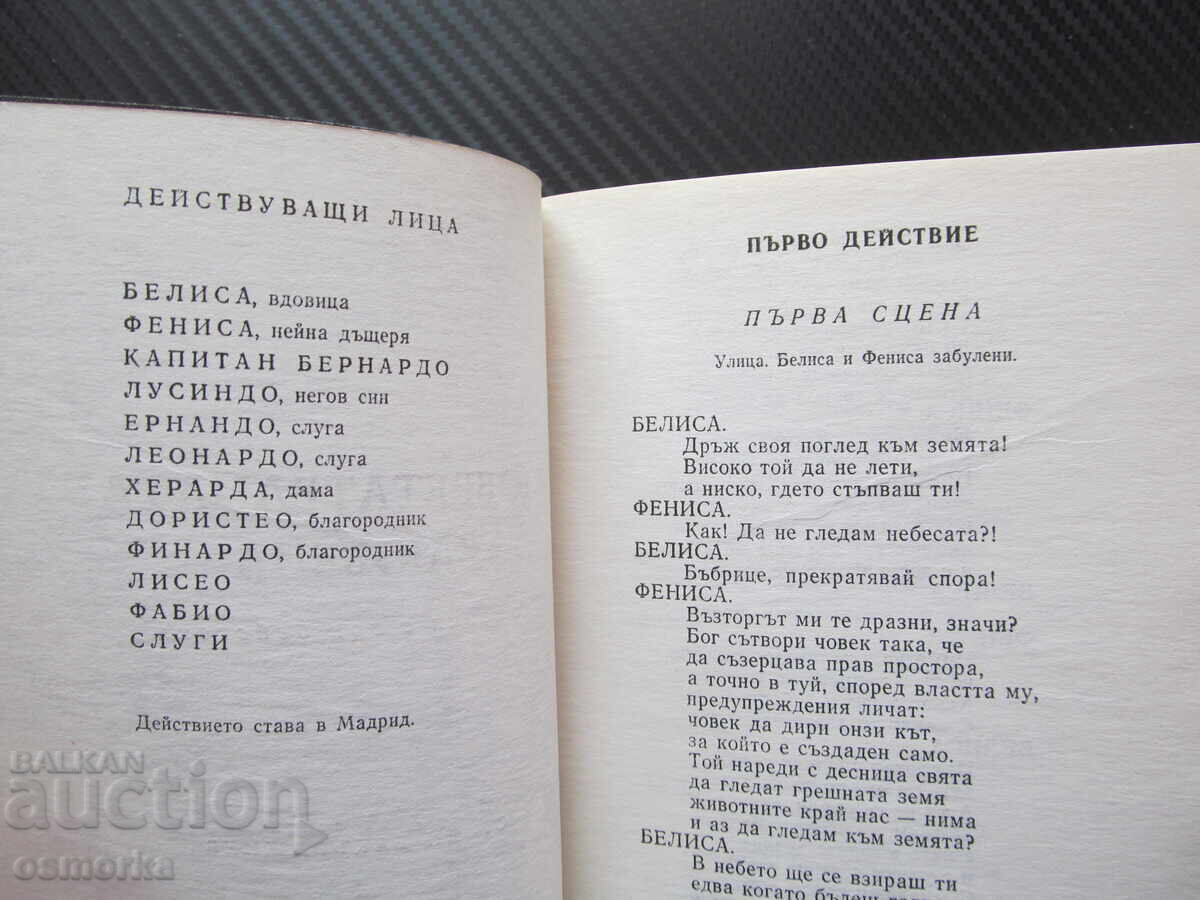 ДЕЙСТВУВАЩИ ЛИЦА
БЕЛИСА, вдовица
ФЕНИСА, нейна дъщеря
КАПИТАН БЕРНАРДО
ЛУСИНДО, негов син
ЕРНАНДО, слуга
ЛЕОНАРДО, слуга
ХЕРАРДА, дама
ДОРИСТЕО, благородник
ФИНАРДО, благородник
ЛИСЕО
ФАБИО
СЛУГИ
Действието става в Мадрид.
ПЪРВО ДЕЙСТВИЕ
ПЪРВА СЦЕНА
Улица. Белиса и Фениса забулени.
БЕЛИСА.
Дръж своя поглед към земята!
Високо той да не лети,
а ниско, гдето стъпваш ти!
ФЕНИСА.
Как! Да не гледам небесата?!
БЕЛИСА.
Бъбрице, прекратявай спора!
ФЕНИСА.
Възторгът ми те дразни, значи?
Бог сътвори човек така, че
да съзерцава прав простора,
а точно в туй, според властта му,
предупреждения личат:
човек да дири онзи кът,
за който е създаден само.
Той нареди с десница свята
да гледат грешната земя
животните край нас — нима
и аз да гледам към земята?
БЕЛИСА.
В небето ще се взираш ти
едва когато бъдеш
BALKAN
auction
osmorka